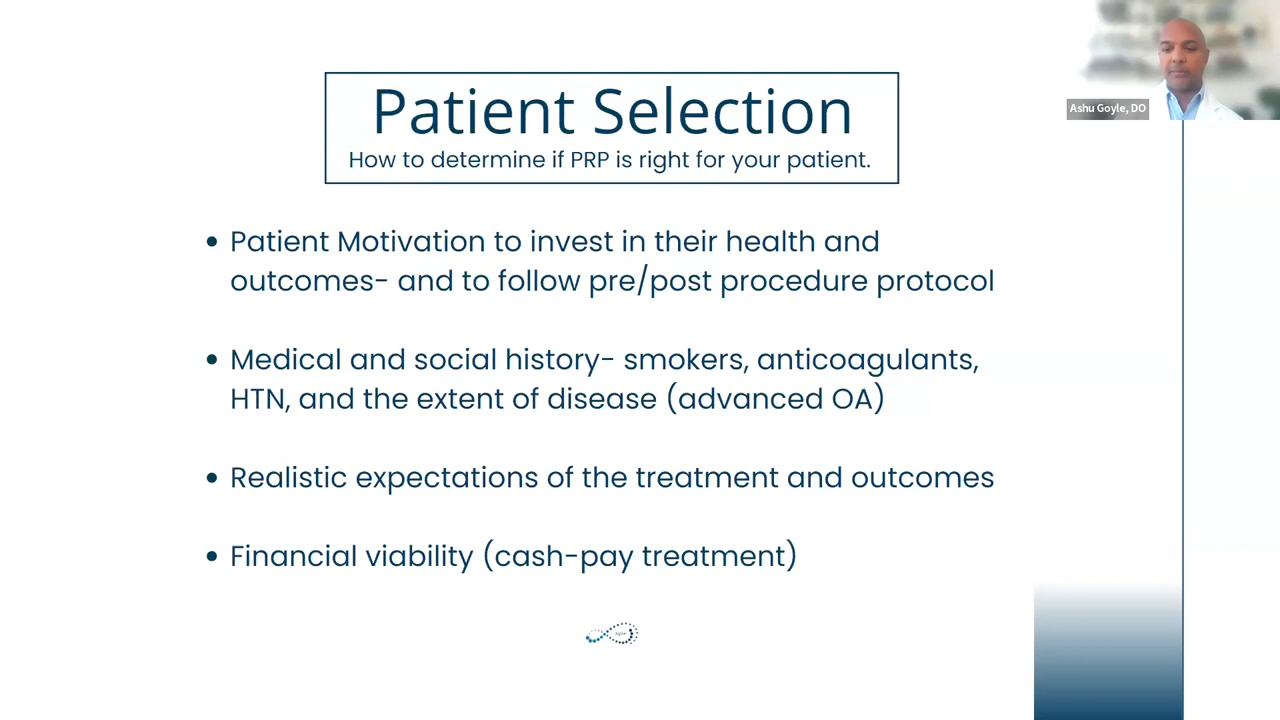 Ashu Goyle, DO
Patient Selection
How to determine if PRP is right for your patient.
• Patient Motivation to invest in their health and
outcomes- and to follow pre/post procedure protocol
• Medical and social history- smokers, anticoagulants,
HTN, and the extent of disease (advanced OA)
• Realistic expectations of the treatment and outcomes
• Financial viability (cash-pay treatment)